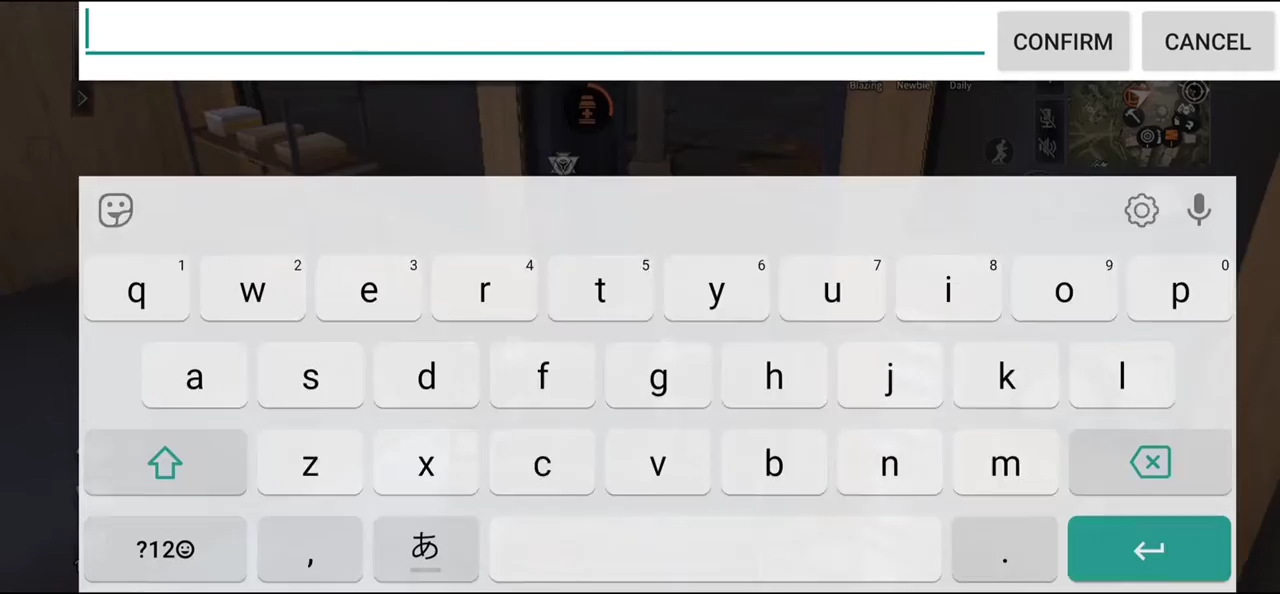 CONFIRM CANCEL
Blazing Newbie Daily
q 1 w 2 e 3 r 4 t 5 y 6 u 7 i 8 o 9 p 0
a s d f g h j k l
z x c v b n m
?12☺ , あ .